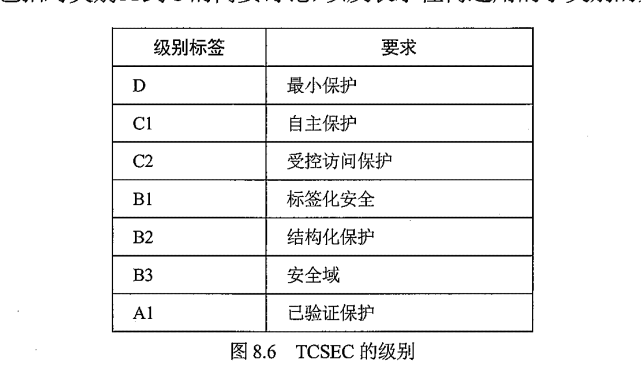 级别标签 要求
D 最小保护
C1 自主保护
C2 受控访问保护
B1 标签化安全
B2 结构化保护
B3 安全域
A1 已验证保护
图 8.6 TCSEC 的级别